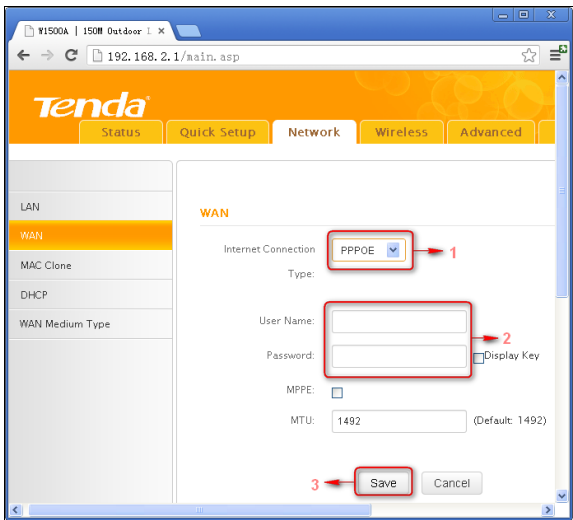 W1500A | 150M Outdoor
192.168.2.1/main.asp
Tenda
Status Quick Setup Network Wireless Advanced
LAN
WAN
MAC Clone
DHCP
WAN Medium Type
WAN
Internet Connection Type: PPPOE 1
User Name:
2
Password: Display Key
MPPE:
MTU: 1492 (Default: 1492)
3 Save Cancel